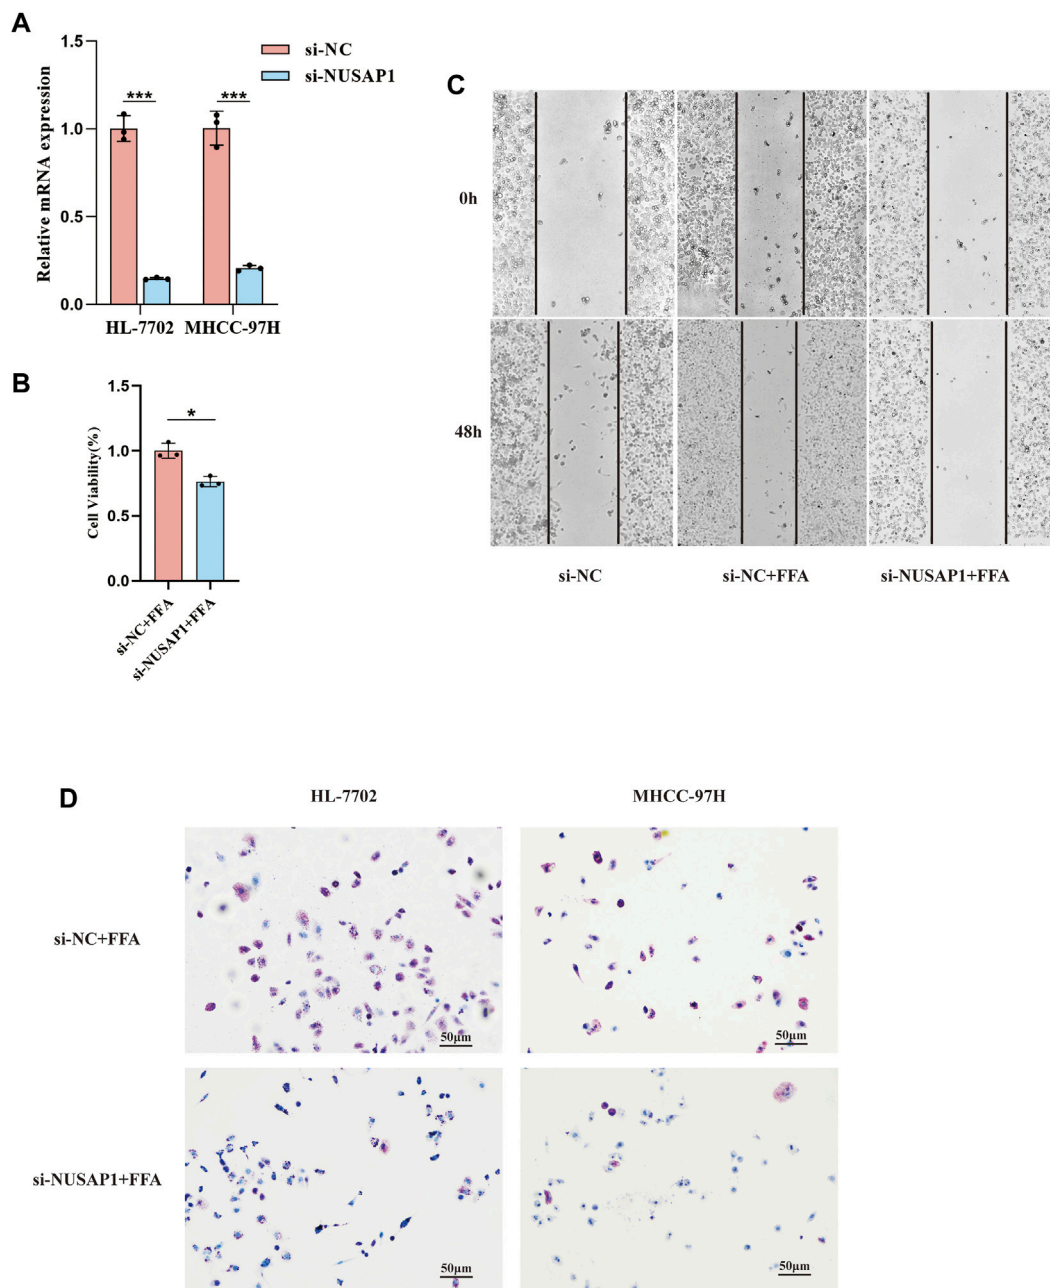 A
1.5
1.0
0.5
0.0
Relative mRNA expression
***
***
HL-7702
MHCC-97H
si-NC
si-NUSAP1
B
1.5
1.0
0.5
0.0
Cell Viability(%)
*
si-NC+FFA
si-NUSAP1+FFA
C
0h
48h
si-NC
si-NC+FFA
si-NUSAP1+FFA
D
HL-7702
MHCC-97H
si-NC+FFA
50μm
50μm
si-NUSAP1+FFA
50μm
50μm